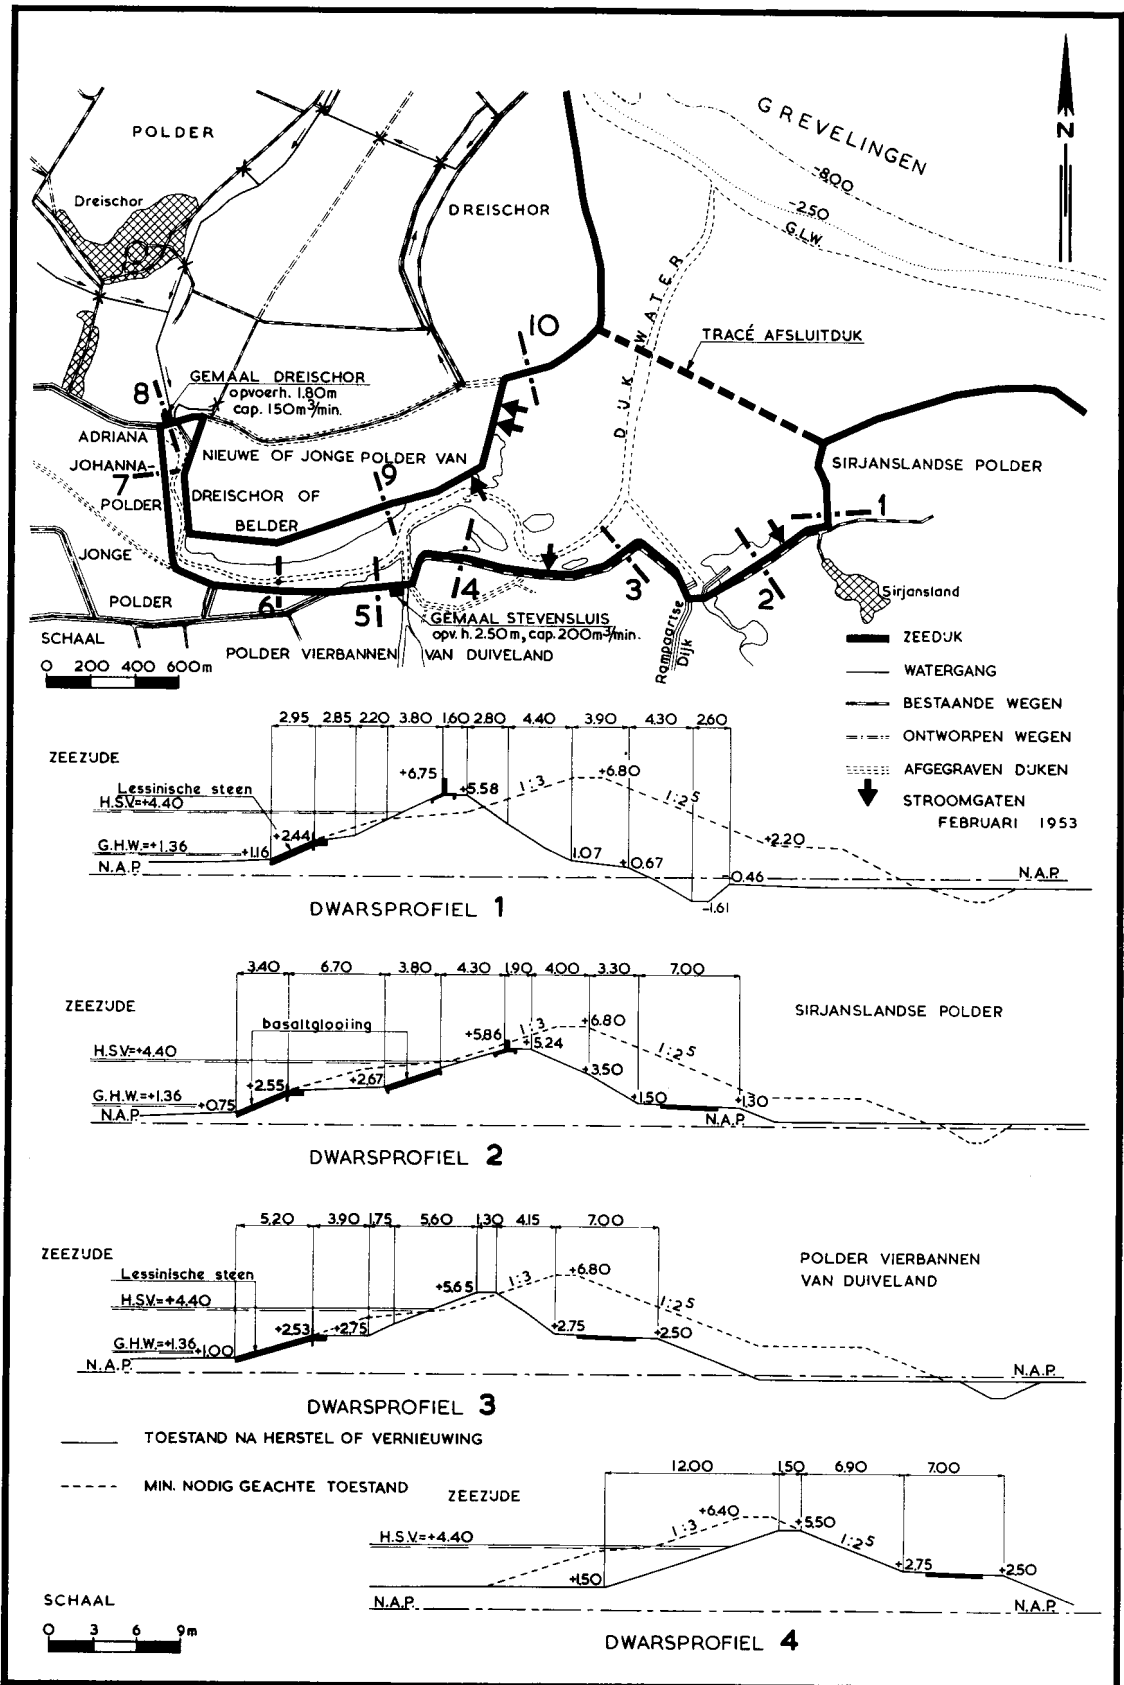 GREVELINGEN
N
POLDER
Dreischor
DREISCHOR
-800
-250
G.L.W.
DIJKWATER
TRACÉ AFSLUITDIJK
10
8
GEMAAL DREISCHOR
opvoerh. 1.80m
cap. 150m³/min.
ADRIANA
JOHANNA-
POLDER
7
NIEUWE OF JONGE POLDER VAN
DREISCHOR OF
BELDER
9
SIRJANSLANDSE POLDER
1
JONGE
POLDER
6
5
4
3
2
Sirjansland
GEMAAL STEVENSLUIS
opv. h. 2.50 m, cap. 200m³/min.
POLDER VIERBANNEN VAN DUIVELAND
Rampaartse
Dijk
SCHAAL
0 200 400 600m
ZEEDIJK
WATERGANG
BESTAANDE WEGEN
ONTWORPEN WEGEN
AFGEGRAVEN DIJKEN
STROOMGATEN
FEBRUARI 1953
2.95 2.85 2.20 3.80 1.60 2.80 4.40 3.90 4.30 2.60
ZEEZIJDE
Lessinische steen
H.S.V.=+4.40
+6.75 +5.58 1:3 +6.80 1:2⁵
+2.44
G.H.W.=+1.36 +1.16
+2.20
1.07 +0.67 -0.46
N.A.P. N.A.P.
-1.61
DWARSPROFIEL 1
3.40 6.70 3.80 4.30 1.90 4.00 3.30 7.00
ZEEZIJDE
SIRJANSLANDSE POLDER
basaltglooiing
+5.86 1:3 +5.24 +6.80
H.S.V.=+4.40
1:2⁵
+2.55 +2.67 +3.50
G.H.W.=+1.36 +0.75
+1.50 +1.30
N.A.P. N.A.P.
DWARSPROFIEL 2
5.20 3.90 1.75 5.60 1.30 4.15 7.00
ZEEZIJDE
POLDER VIERBANNEN
VAN DUIVELAND
Lessinische steen
+5.65 1:3 +6.80
H.S.V.=+4.40
1:2⁵
+2.53 +2.75 +2.75 +2.50
G.H.W.=+1.36 +1.00
N.A.P. N.A.P.
DWARSPROFIEL 3
TOESTAND NA HERSTEL OF VERNIEUWING
MIN. NODIG GEACHTE TOESTAND
12.00 1.50 6.90 7.00
ZEEZIJDE
1:3 +6.40 +5.50 1:2⁵
H.S.V.=+4.40
+1.50 +2.75 +2.50
N.A.P. N.A.P.
SCHAAL
0 3 6 9m
DWARSPROFIEL 4